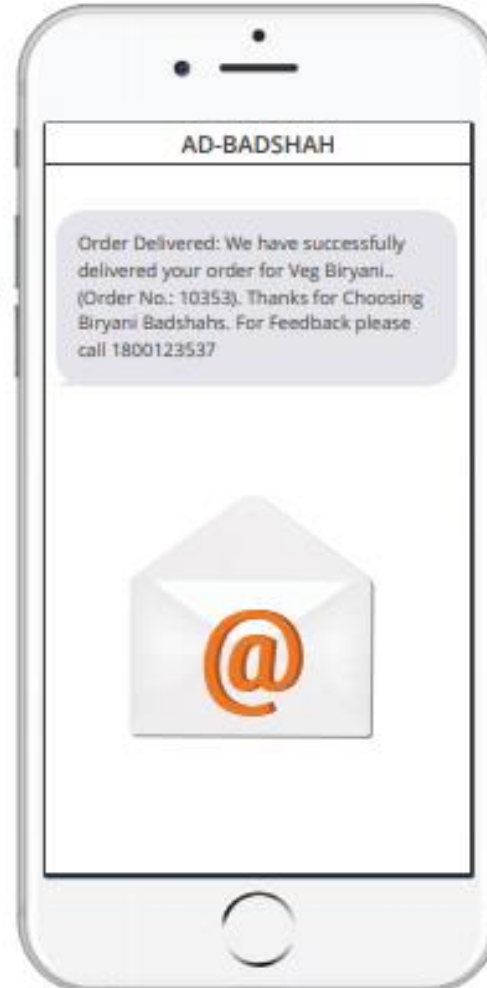 AD-BADSHAH
Order Delivered: We have successfully
delivered your order for Veg Biryani..
(Order No.: 10353). Thanks for Choosing
Biryani Badshahs. For Feedback please
call 1800123537
@